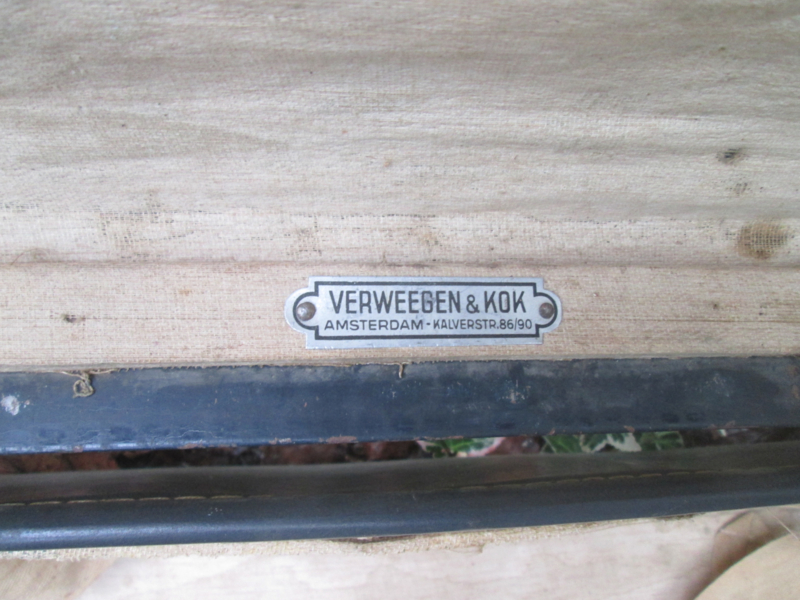 VERWEEGEN & KOK
AMSTERDAM-KALVERSTR.86/90